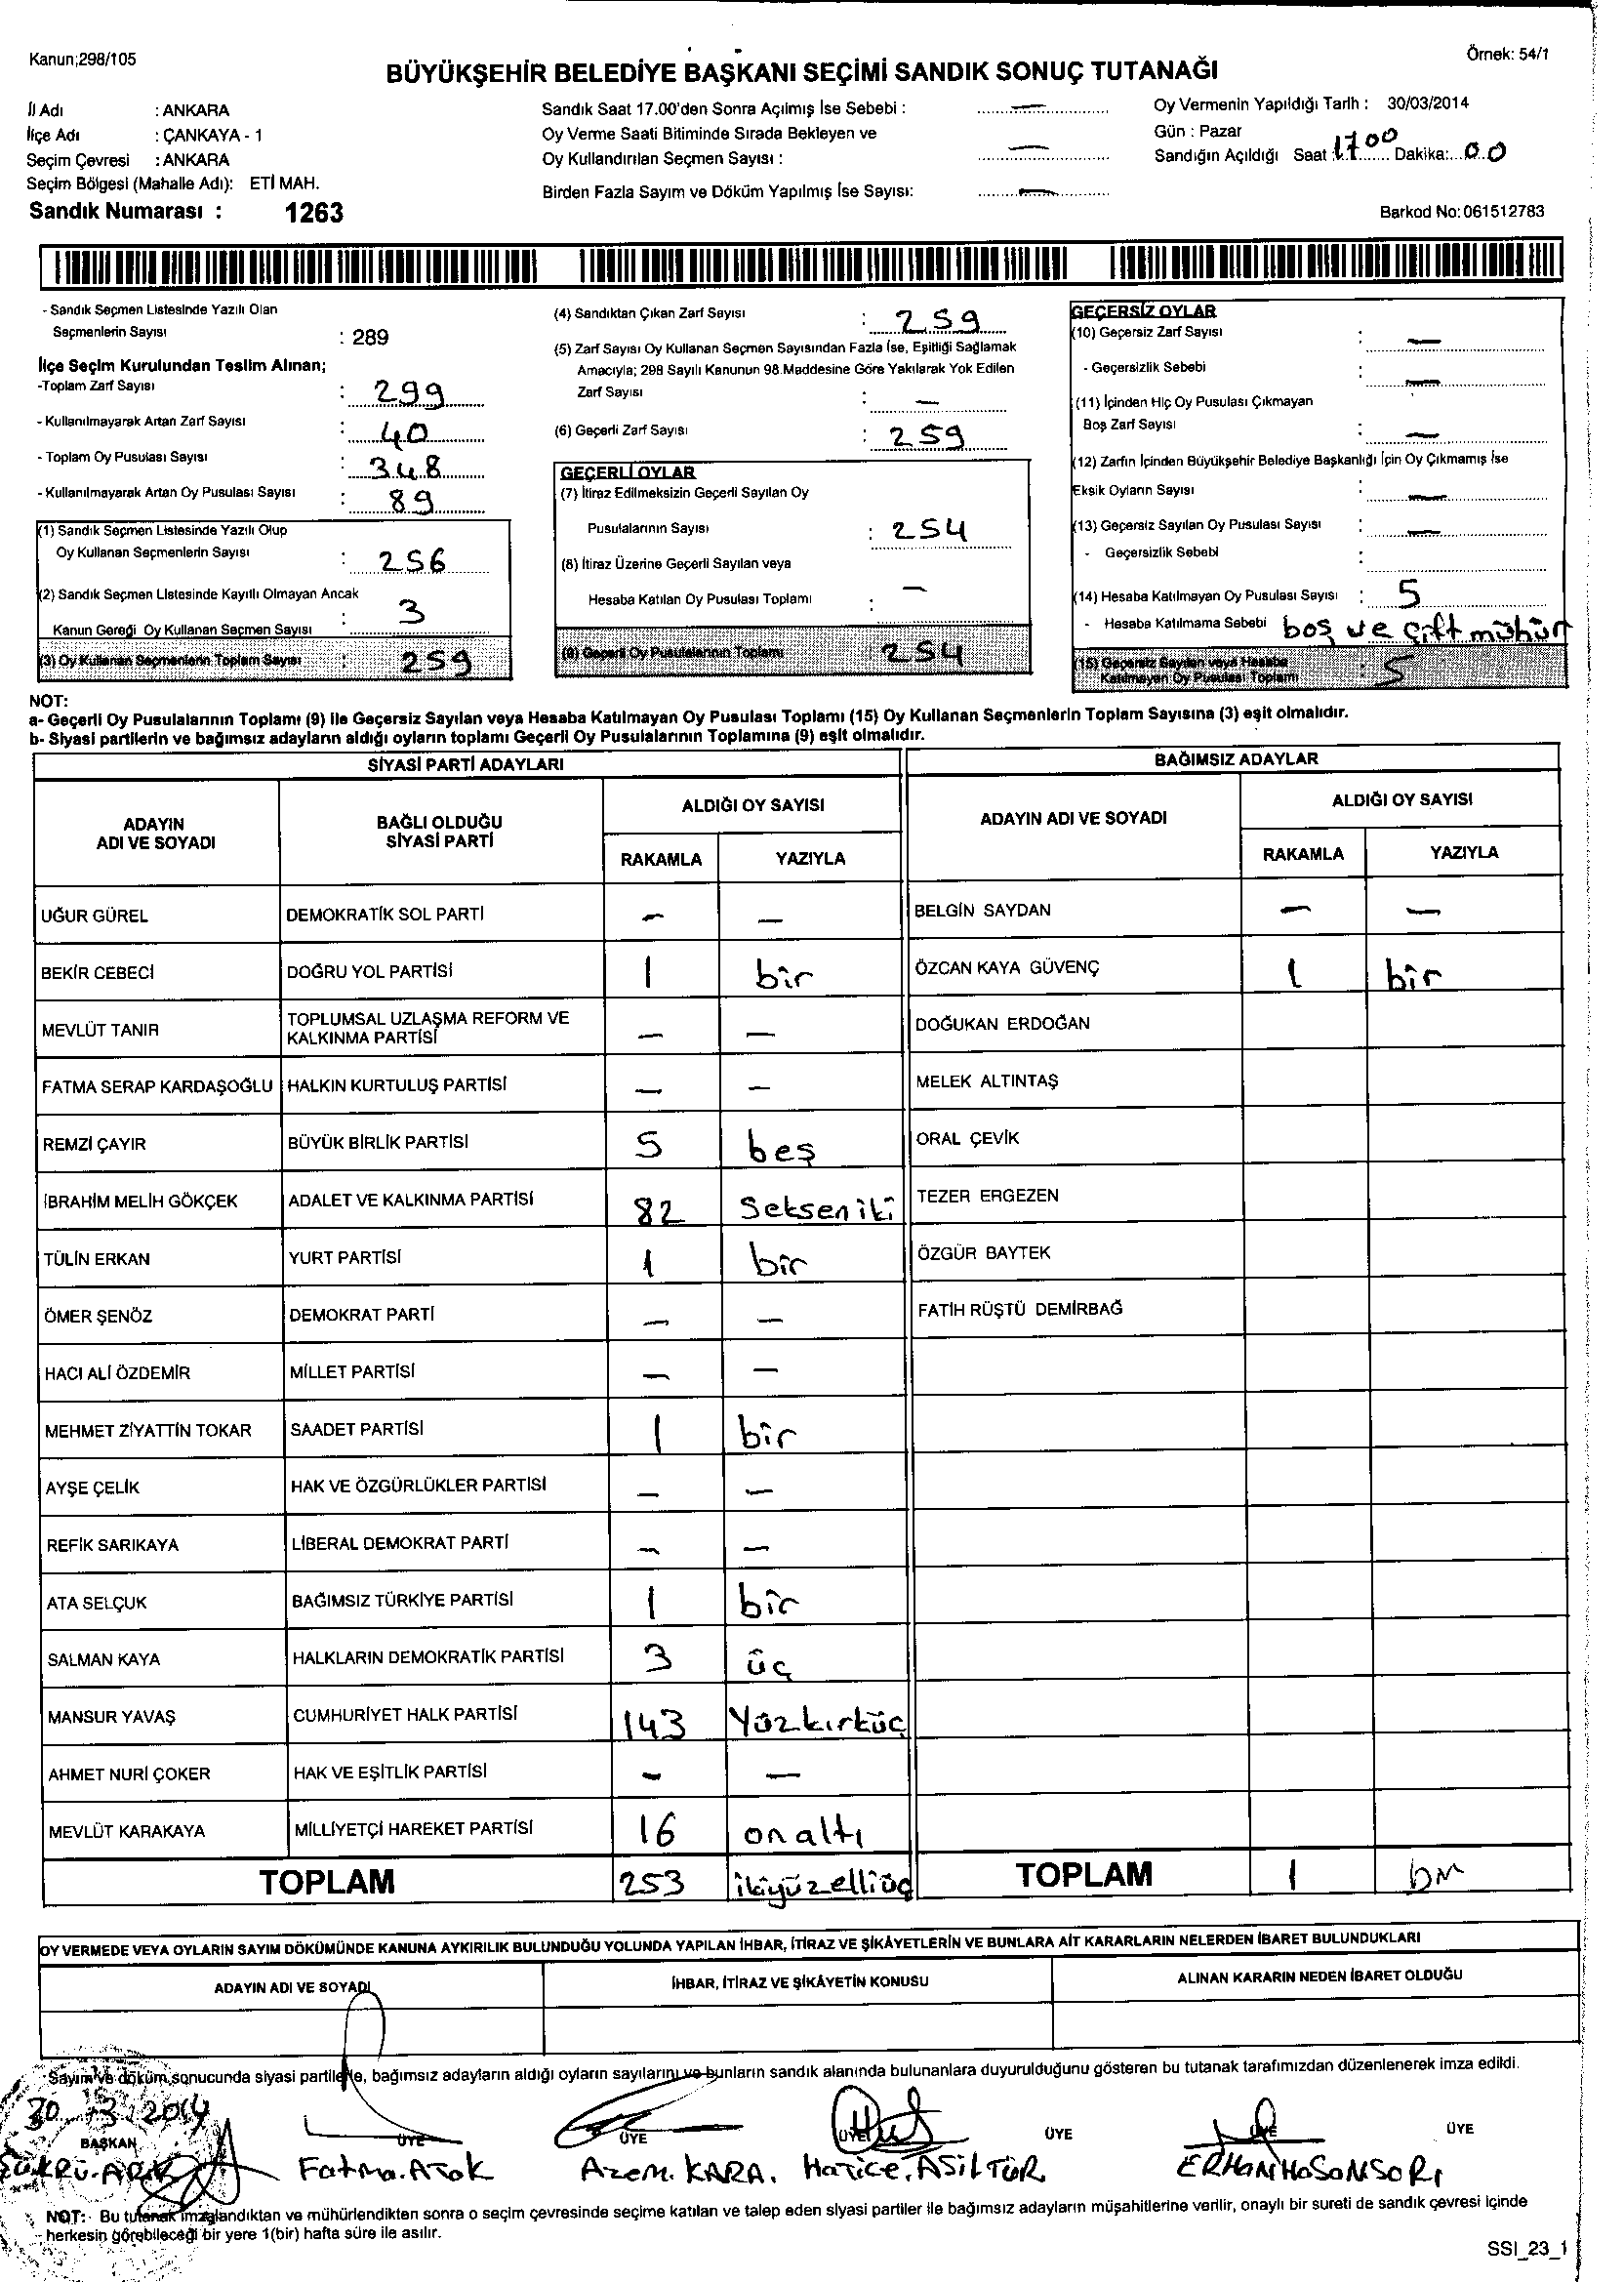 Kanun;298/105
Örnek: 54/1
BÜYÜKŞEHİR BELEDİYE BAŞKANI SEÇİMİ SANDIK SONUÇ TUTANAĞI
İl Adı : ANKARA
İlçe Adı : ÇANKAYA - 1
Seçim Çevresi : ANKARA
Seçim Bölgesi (Mahalle Adı): ETİ MAH.
Sandık Numarası : 1263
Sandık Saat 17.00'den Sonra Açılmış İse Sebebi : —
Oy Verme Saati Bitiminde Sırada Bekleyen ve
Oy Kullandırılan Seçmen Sayısı : —
Birden Fazla Sayım ve Döküm Yapılmış İse Sayısı: —
Oy Vermenin Yapıldığı Tarih : 30/03/2014
Gün : Pazar
Sandığın Açıldığı Saat : 17 00 Dakika: 00
Barkod No: 061512783
- Sandık Seçmen Listesinde Yazılı Olan
Seçmenlerin Sayısı : 289
İlçe Seçim Kurulundan Teslim Alınan;
-Toplam Zarf Sayısı : 299
- Kullanılmayarak Artan Zarf Sayısı : 40
- Toplam Oy Pusulası Sayısı : 348
- Kullanılmayarak Artan Oy Pusulası Sayısı : 89
(1) Sandık Seçmen Listesinde Yazılı Olup
Oy Kullanan Seçmenlerin Sayısı : 256
(2) Sandık Seçmen Listesinde Kayıtlı Olmayan Ancak
Kanun Gereği Oy Kullanan Seçmen Sayısı : 3
(3) Oy Kullanan Seçmenlerin Toplam Sayısı : 259
(4) Sandıktan Çıkan Zarf Sayısı : 259
(5) Zarf Sayısı Oy Kullanan Seçmen Sayısından Fazla İse, Eşitliği Sağlamak
Amacıyla; 298 Sayılı Kanunun 98.Maddesine Göre Yakılarak Yok Edilen
Zarf Sayısı : —
(6) Geçerli Zarf Sayısı : 259
GEÇERLİ OYLAR
(7) İtiraz Edilmeksizin Geçerli Sayılan Oy
Pusulalarının Sayısı : 254
(8) İtiraz Üzerine Geçerli Sayılan veya
Hesaba Katılan Oy Pusulası Toplamı : —
(9) Geçerli Oy Pusulalarının Toplamı 254
GEÇERSİZ OYLAR
(10) Geçersiz Zarf Sayısı : —
- Geçersizlik Sebebi : —
(11) İçinden Hiç Oy Pusulası Çıkmayan
Boş Zarf Sayısı : —
(12) Zarfın İçinden Büyükşehir Belediye Başkanlığı İçin Oy Çıkmamış İse
Eksik Oyların Sayısı : —
(13) Geçersiz Sayılan Oy Pusulası Sayısı : —
- Geçersizlik Sebebi :
(14) Hesaba Katılmayan Oy Pusulası Sayısı : 5
- Hesaba Katılmama Sebebi boş ve çift mühür
(15) Geçersiz Sayılan veya Hesaba
Katılmayan Oy Pusulası Toplamı : 5
NOT:
a- Geçerli Oy Pusulalarının Toplamı (9) ile Geçersiz Sayılan veya Hesaba Katılmayan Oy Pusulası Toplamı (15) Oy Kullanan Seçmenlerin Toplam Sayısına (3) eşit olmalıdır.
b- Siyasi partilerin ve bağımsız adayların aldığı oyların toplamı Geçerli Oy Pusulalarının Toplamına (9) eşit olmalıdır.
SİYASİ PARTİ ADAYLARI
ADAYIN ADI VE SOYADI BAĞLI OLDUĞU SİYASİ PARTİ ALDIĞI OY SAYISI
RAKAMLA YAZIYLA
UĞUR GÜREL DEMOKRATİK SOL PARTİ — —
BEKİR CEBECİ DOĞRU YOL PARTİSİ 1 bir
MEVLÜT TANIR TOPLUMSAL UZLAŞMA REFORM VE KALKINMA PARTİSİ — —
FATMA SERAP KARDAŞOĞLU HALKIN KURTULUŞ PARTİSİ — —
REMZİ ÇAYIR BÜYÜK BİRLİK PARTİSİ 5 beş
İBRAHİM MELİH GÖKÇEK ADALET VE KALKINMA PARTİSİ 82 Seksen iki
TÜLİN ERKAN YURT PARTİSİ 1 bir
ÖMER ŞENÖZ DEMOKRAT PARTİ — —
HACI ALİ ÖZDEMİR MİLLET PARTİSİ — —
MEHMET ZİYATTİN TOKAR SAADET PARTİSİ 1 bir
AYŞE ÇELİK HAK VE ÖZGÜRLÜKLER PARTİSİ — —
REFİK SARIKAYA LİBERAL DEMOKRAT PARTİ — —
ATA SELÇUK BAĞIMSIZ TÜRKİYE PARTİSİ 1 bir
SALMAN KAYA HALKLARIN DEMOKRATİK PARTİSİ 3 üç
MANSUR YAVAŞ CUMHURİYET HALK PARTİSİ 143 Yüzkırküç
AHMET NURİ ÇOKER HAK VE EŞİTLİK PARTİSİ — —
MEVLÜT KARAKAYA MİLLİYETÇİ HAREKET PARTİSİ 16 onaltı
TOPLAM 253 ikiyüzelliüç
BAĞIMSIZ ADAYLAR
ADAYIN ADI VE SOYADI ALDIĞI OY SAYISI
RAKAMLA YAZIYLA
BELGİN SAYDAN — —
ÖZCAN KAYA GÜVENÇ 1 bir
DOĞUKAN ERDOĞAN
MELEK ALTINTAŞ
ORAL ÇEVİK
TEZER ERGEZEN
ÖZGÜR BAYTEK
FATİH RÜŞTÜ DEMİRBAĞ
TOPLAM 1 bir
OY VERMEDE VEYA OYLARIN SAYIM DÖKÜMÜNDE KANUNA AYKIRILIK BULUNDUĞU YOLUNDA YAPILAN İHBAR, İTİRAZ VE ŞİKÂYETLERİN VE BUNLARA AİT KARARLARIN NELERDEN İBARET BULUNDUKLARI
ADAYIN ADI VE SOYADI İHBAR, İTİRAZ VE ŞİKÂYETİN KONUSU ALINAN KARARIN NEDEN İBARET OLDUĞU
Sayım ve döküm sonucunda siyasi partilerle, bağımsız adayların aldığı oyların sayılarını ve bunların sandık alanında bulunanlara duyurulduğunu gösteren bu tutanak tarafımızdan düzenlenerek imza edildi.
30 3 2014
BAŞKAN ÜYE ÜYE ÜYE ÜYE ÜYE ÜYE
ŞÜKRÜ. ARIK Fatma. Azem. KARA. Hatice. ASİLTÜR ERHAN
NOT: Bu tutanak imzalandıktan ve mühürlendikten sonra o seçim çevresinde seçime katılan ve talep eden siyasi partiler ile bağımsız adayların müşahitlerine verilir, onaylı bir sureti de sandık çevresi içinde
herkesin görebileceği bir yere 1(bir) hafta süre ile asılır.
SSI_23_1